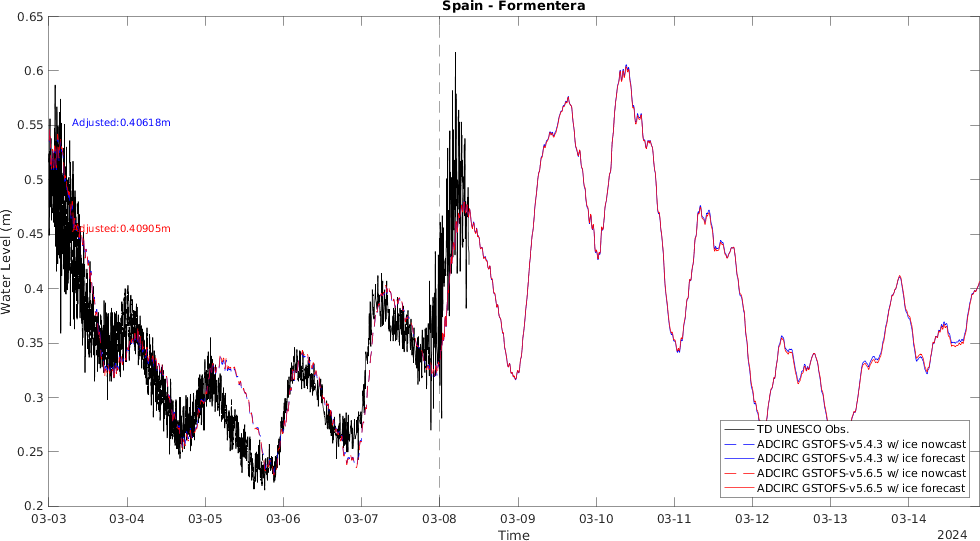 Spain - Formentera
0.65
0.6
0.55
0.5
0.45
0.4
0.35
0.3
0.25
0.2
Water Level (m)
Adjusted:0.40618m
Adjusted:0.40905m
TD UNESCO Obs.
ADCIRC GSTOFS-v5.4.3 w/ ice nowcast
ADCIRC GSTOFS-v5.4.3 w/ ice forecast
ADCIRC GSTOFS-v5.6.5 w/ ice nowcast
ADCIRC GSTOFS-v5.6.5 w/ ice forecast
03-03 03-04 03-05 03-06 03-07 03-08 03-09 03-10 03-11 03-12 03-13 03-14
Time
2024